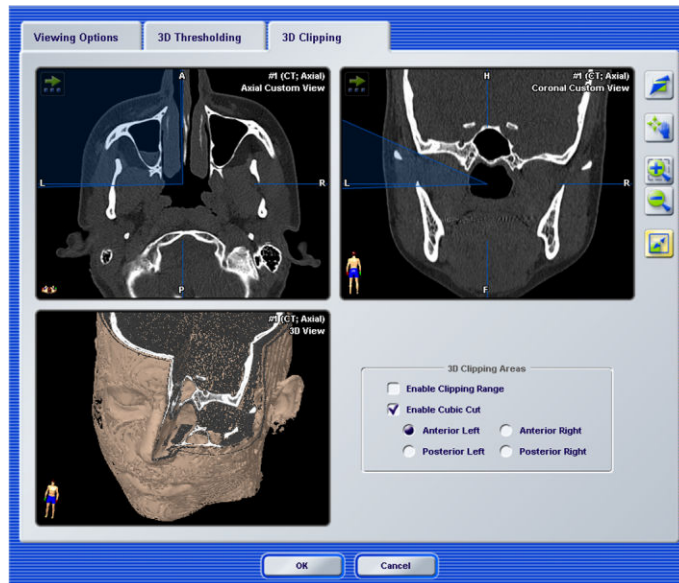 Viewing Options
3D Thresholding
3D Clipping
#1 (CT; Axial)
Axial Custom View
A
L
R
P
#1 (CT; Axial)
Coronal Custom View
H
L
R
F
#1 (CT; Axial)
3D View
3D Clipping Areas
Enable Clipping Range
Enable Cubic Cut
Anterior Left
Anterior Right
Posterior Left
Posterior Right
OK
Cancel